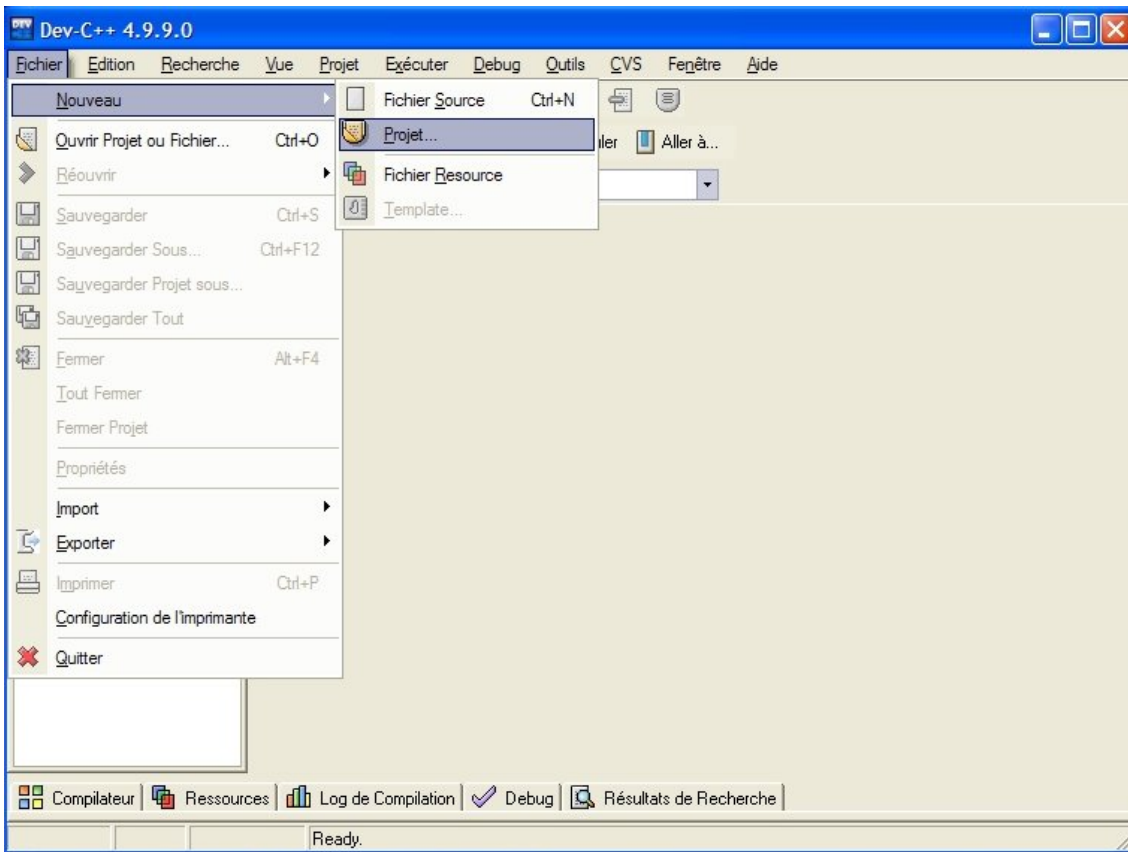 Dev-C++ 4.9.9.0
Fichier Edition Recherche Vue Projet Exécuter Debug Outils CVS Fenêtre Aide
Nouveau
Fichier Source Ctrl+N
Ouvrir Projet ou Fichier... Ctrl+O
Projet...
Aller à...
Réouvrir
Fichier Resource
Sauvegarder Ctrl+S
Template...
Sauvegarder Sous... Ctrl+F12
Sauvegarder Projet sous...
Sauvegarder Tout
Fermer Alt+F4
Tout Fermer
Fermer Projet
Propriétés
Import
Exporter
Imprimer Ctrl+P
Configuration de l'imprimante
Quitter
Compilateur Ressources Log de Compilation Debug Résultats de Recherche
Ready.